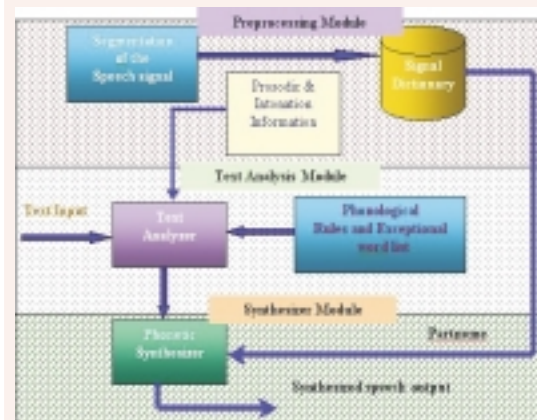 Preprocessing Module
Segmentation
of the
Speech signal
Signal
Dictionary
Prosodic &
Intonation
Information
Text Analysis Module
Text Input
Text
Analyzer
Phonological
Rules and Exceptional
word list
Synthesizer Module
Phonetic
Synthesizer
Partneme
Synthesized speech output